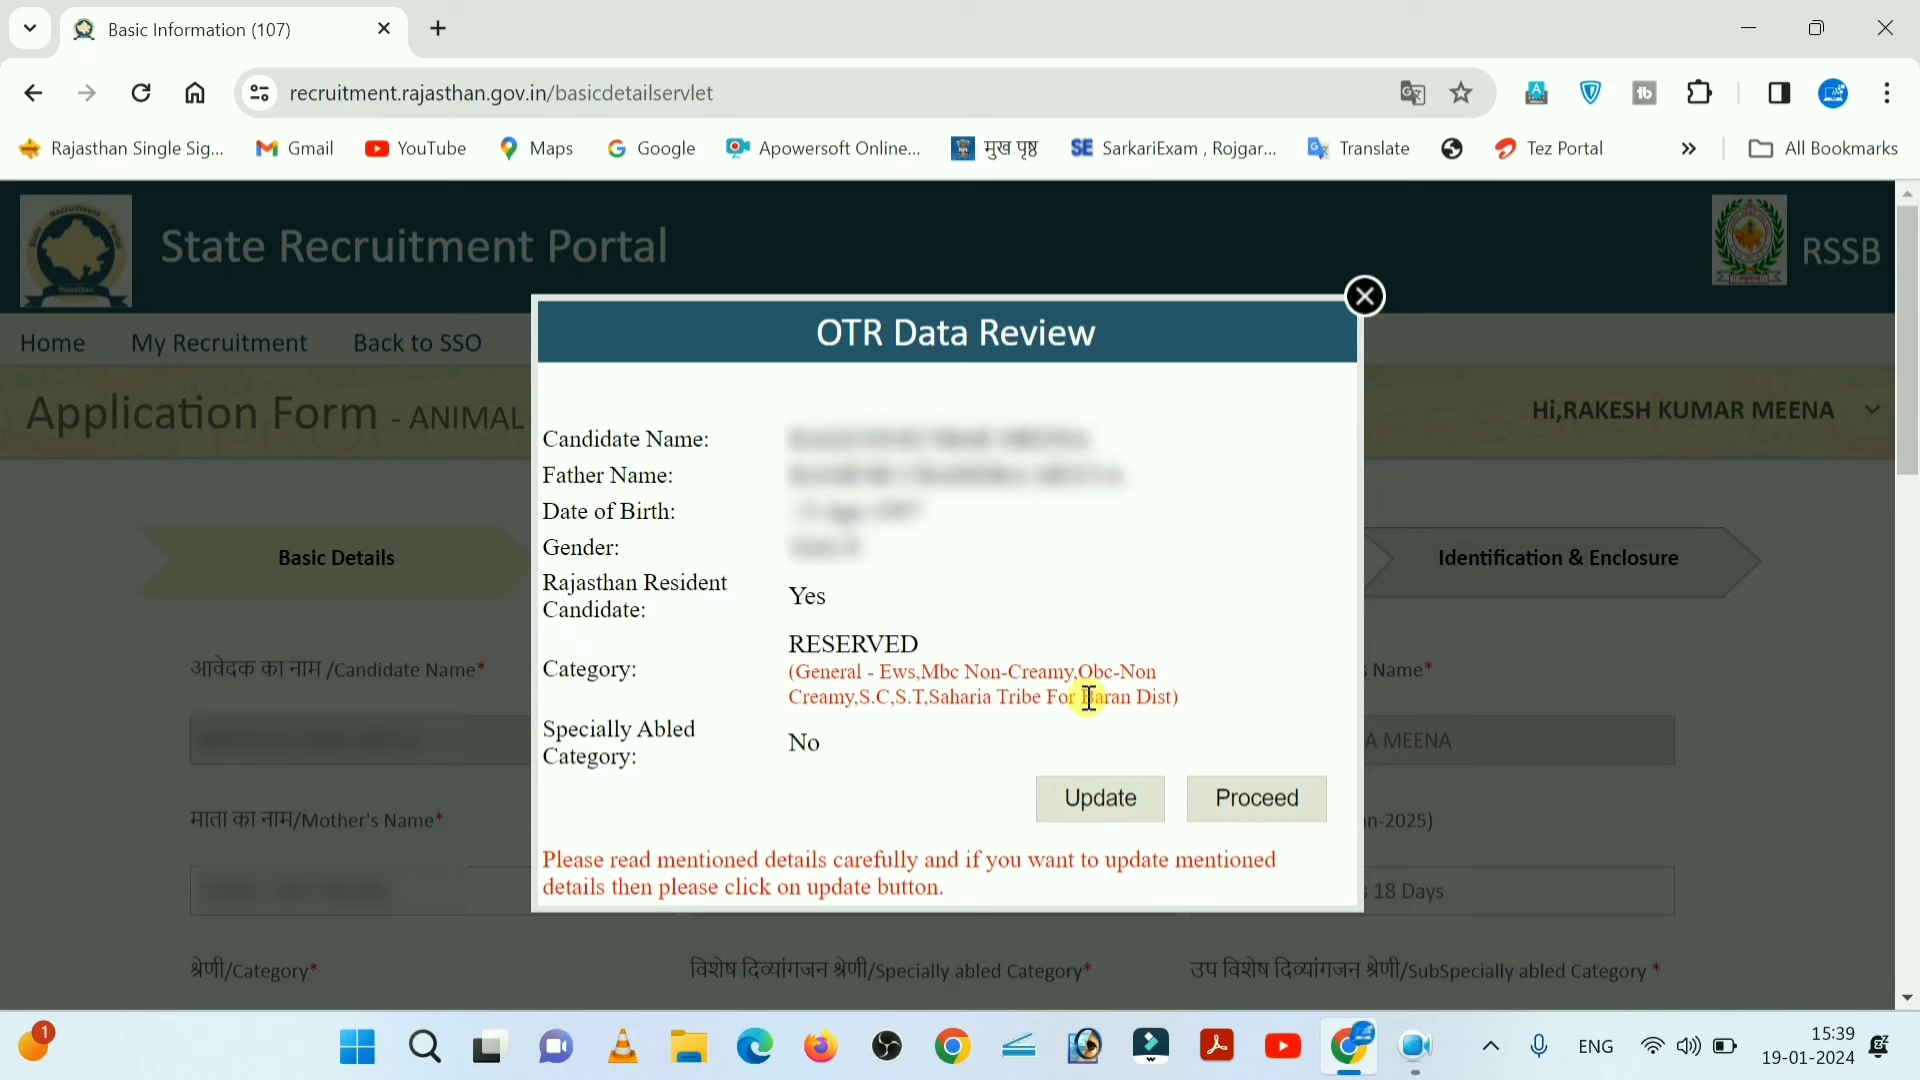 Basic Information (107)
recruitment.rajasthan.gov.in/basicdetailservlet
Rajasthan Single Sig...
Gmail
YouTube
Maps
Google
Apowersoft Online...
मुख पृष्ठ
SE SarkariExam , Rojgar...
Translate
Tez Portal
All Bookmarks
Recruitment
Rajasthan
State Recruitment Portal
RSSB
Home
My Recruitment
Back to SSO
Application Form - ANIMAL
Hi,RAKESH KUMAR MEENA
OTR Data Review
Candidate Name:
Father Name:
Date of Birth:
Gender:
Rajasthan Resident
Candidate:
Yes
Category:
RESERVED
(General - Ews,Mbc Non-Creamy,Obc-Non
Creamy,S.C,S.T,Saharia Tribe For Baran Dist)
Specially Abled
Category:
No
Update
Proceed
Please read mentioned details carefully and if you want to update mentioned
details then please click on update button.
Basic Details
Identification & Enclosure
आवेदक का नाम /Candidate Name*
s Name*
A MEENA
माता का नाम/Mother's Name*
n-2025)
18 Days
श्रेणी/Category*
विशेष दिव्यांगजन श्रेणी/Specially abled Category*
उप विशेष दिव्यांगजन श्रेणी/SubSpecially abled Category *
1
ENG
15:39
19-01-2024